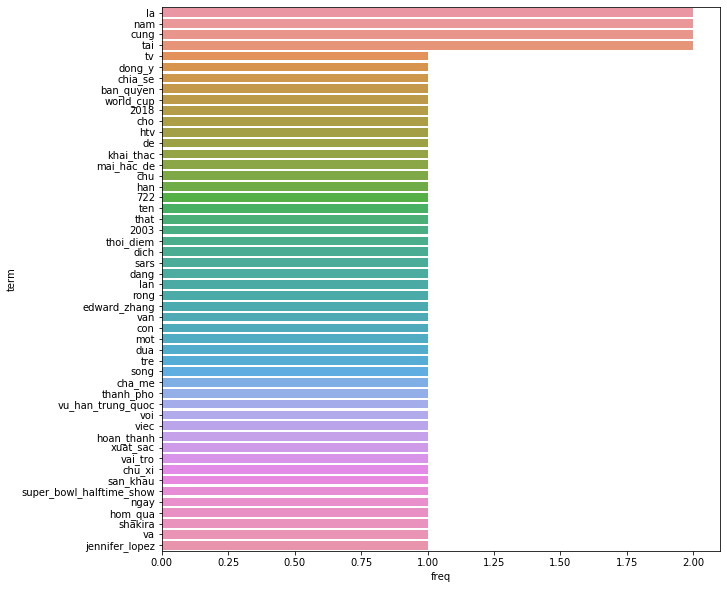 la
nam
cung
tai
tv
dong_y
chia_se
ban_quyen
world_cup
2018
cho
htv
de
khai_thac
mai_hac_de
chu
han
722
ten
that
2003
thoi_diem
dich
sars
dang
lan
rong
edward_zhang
van
con
mot
dua
tre
song
cha_me
thanh_pho
vu_han_trung_quoc
voi
viec
hoan_thanh
xuat_sac
vai_tro
chu_xi
san_khau
super_bowl_halftime_show
ngay
hom_qua
shakira
va
jennifer_lopez
term
0.00 0.25 0.50 0.75 1.00 1.25 1.50 1.75 2.00
freq